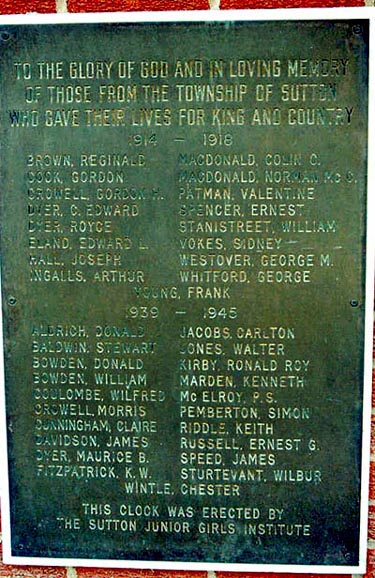 TO THE GLORY OF GOD AND IN LOVING MEMORY
OF THOSE FROM THE TOWNSHIP OF SUTTON
WHO GAVE THEIR LIVES FOR KING AND COUNTRY
1914 — 1918
BROWN, REGINALD MACDONALD, COLIN C.
COOK, GORDON MACDONALD, NORMAN MC C.
CROWELL, GORDON H. PATMAN, VALENTINE
DYER, C. EDWARD SPENCER, ERNEST
DYER, ROYCE STANISTREET, WILLIAM
ELAND, EDWARD L. VOKES, SIDNEY
HALL, JOSEPH WESTOVER, GEORGE M.
INGALLS, ARTHUR WHITFORD, GEORGE
YOUNG, FRANK
1939 — 1945
ALDRICH, DONALD JACOBS, CARLTON
BALDWIN, STEWART JONES, WALTER
BOWDEN, DONALD KIRBY, RONALD ROY
BOWDEN, WILLIAM MARDEN, KENNETH
COULOMBE, WILFRED MC ELROY, P.S.
CROWELL, MORRIS PEMBERTON, SIMON
CUNNINGHAM, CLAIRE RIDDLE, KEITH
DAVIDSON, JAMES RUSSELL, ERNEST G.
DYER, MAURICE B. SPEED, JAMES
FITZPATRICK, K.W. STURTEVANT, WILBUR
WINTLE, CHESTER
THIS CLOCK WAS ERECTED BY
THE SUTTON JUNIOR GIRLS INSTITUTE